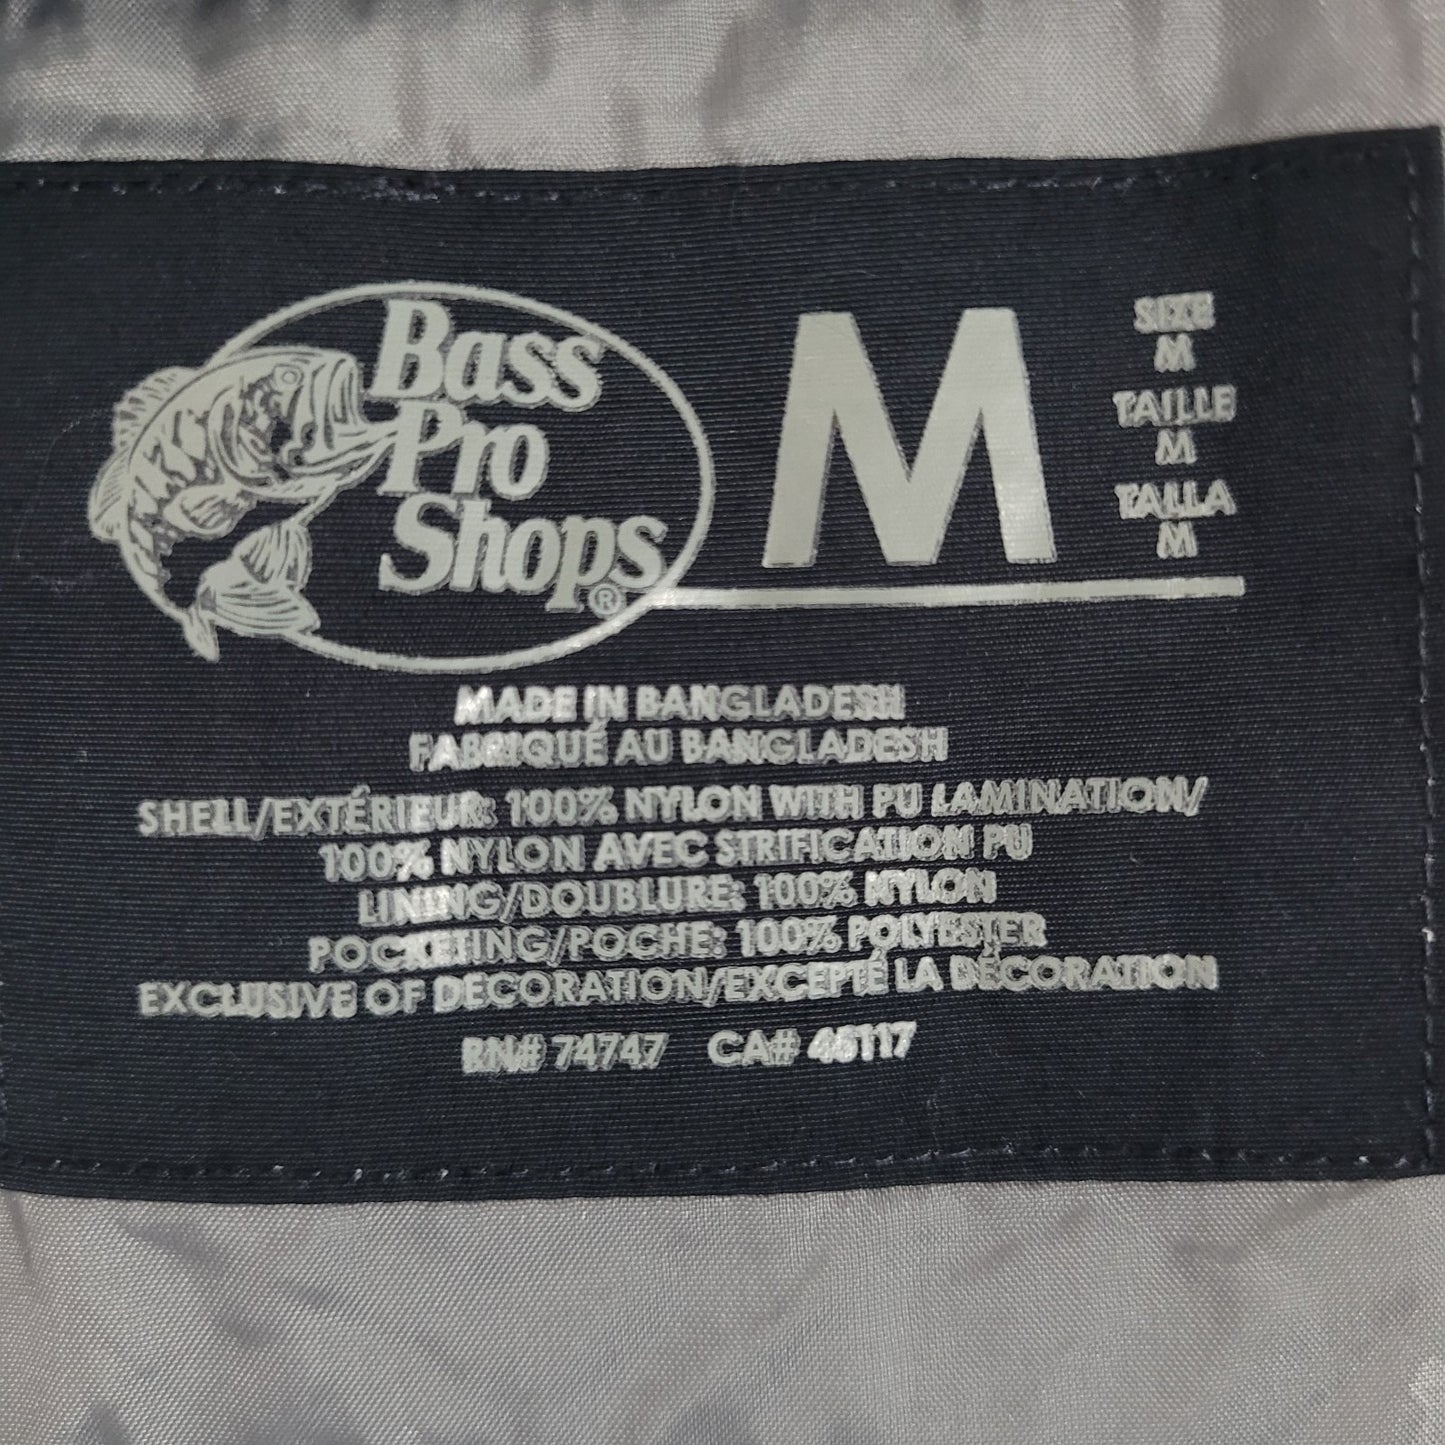 Bass
Pro
Shops®
M
SIZE
M
TAILLE
M
TALLA
M
MADE IN BANGLADESH
FABRIQUÉ AU BANGLADESH
SHELL/EXTÉRIEUR: 100% NYLON WITH PU LAMINATION/
100% NYLON AVEC STRIFICATION PU
LINING/DOUBLURE: 100% NYLON
POCKETING/POCHE: 100% POLYESTER
EXCLUSIVE OF DECORATION/EXCEPTÉ LA DÉCORATION
RN# 74747 CA# 45117